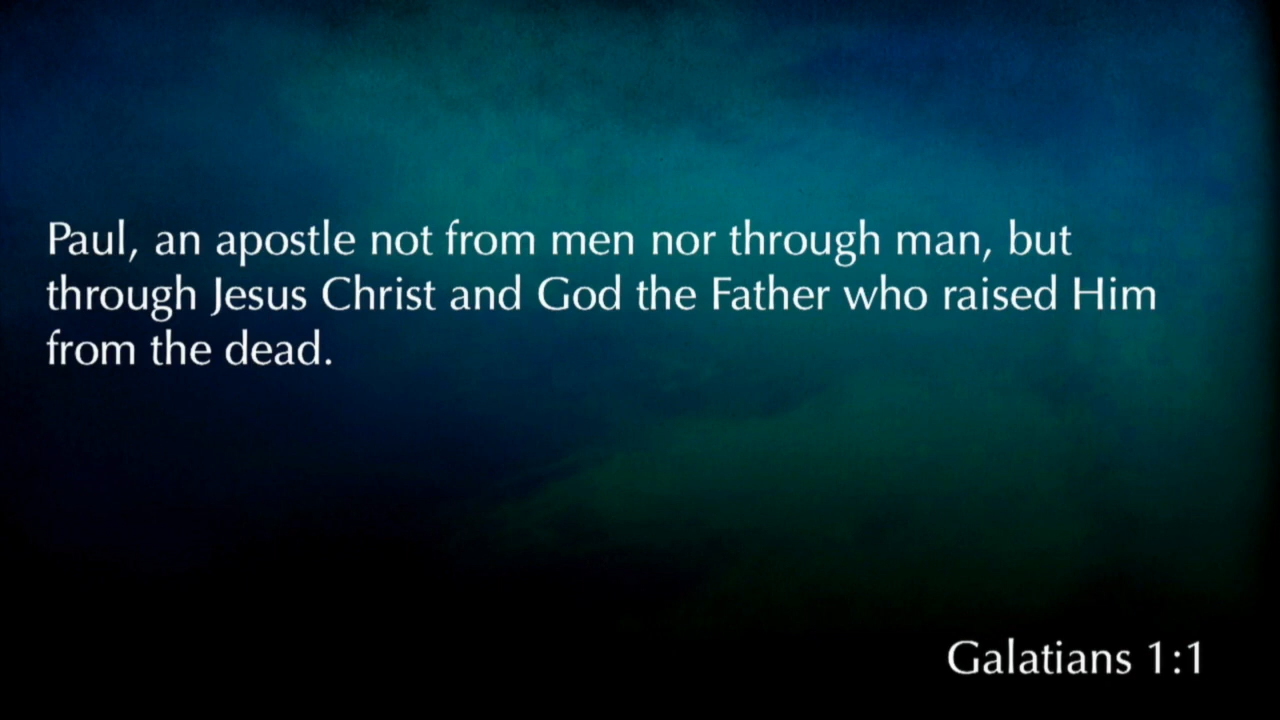 Paul, an apostle not from men nor through man, but
through Jesus Christ and God the Father who raised Him
from the dead.
Galatians 1:1